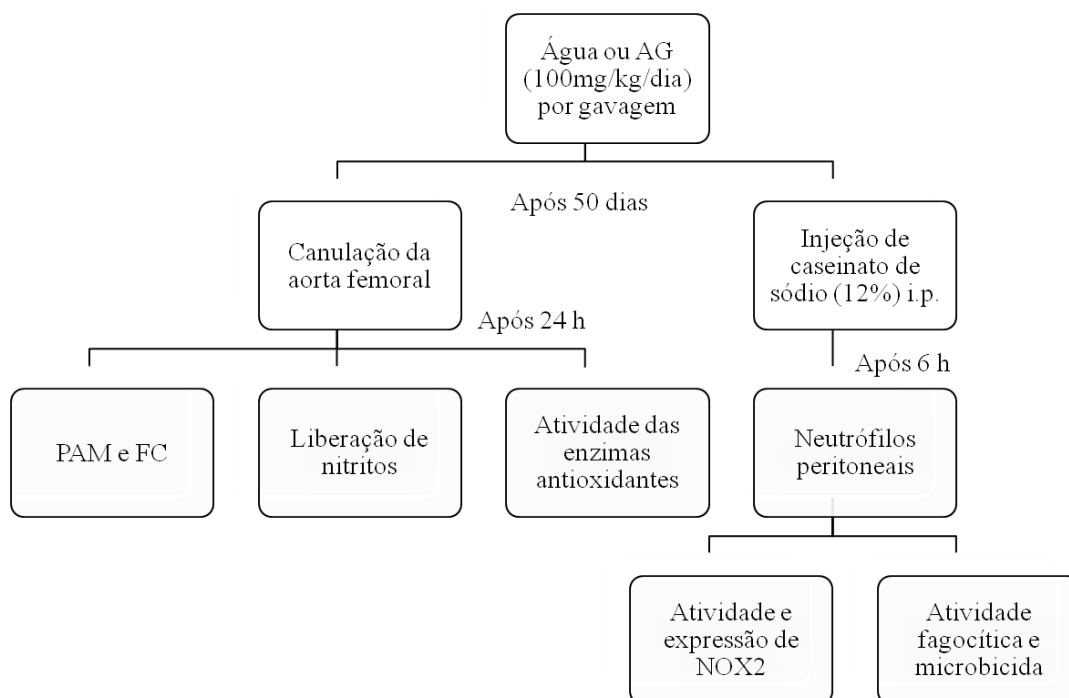 Água ou AG
(100mg/kg/dia)
por gavagem
Após 50 dias
Canulação da
aorta femoral
Injeção de
caseinato de
sódio (12%) i.p.
Após 24 h
Após 6 h
PAM e FC
Liberação de
nitritos
Atividade das
enzimas
antioxidantes
Neutrófilos
peritoneais
Atividade e
expressão de
NOX2
Atividade
fagocítica e
microbicida